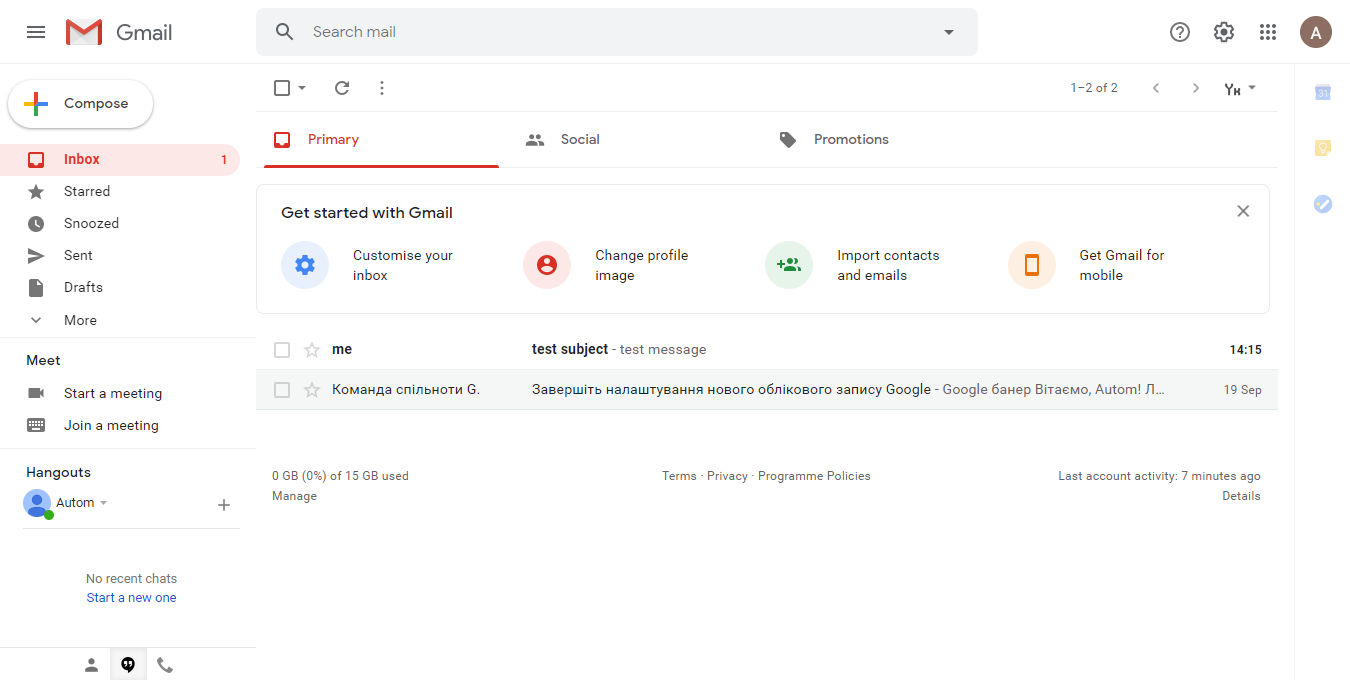 Gmail
Search mail
A
Compose
1–2 of 2
Ун
31
Primary
Social
Promotions
Inbox 1
Starred
Snoozed
Sent
Drafts
More
Get started with Gmail
Customise your
inbox
Change profile
image
Import contacts
and emails
Get Gmail for
mobile
me test subject - test message 14:15
Команда спільноти G. Завершіть налаштування нового облікового запису Google - Google банер Вітаємо, Autom! Л… 19 Sep
Meet
Start a meeting
Join a meeting
Hangouts
Autom
No recent chats
Start a new one
0 GB (0%) of 15 GB used
Manage
Terms · Privacy · Programme Policies
Last account activity: 7 minutes ago
Details